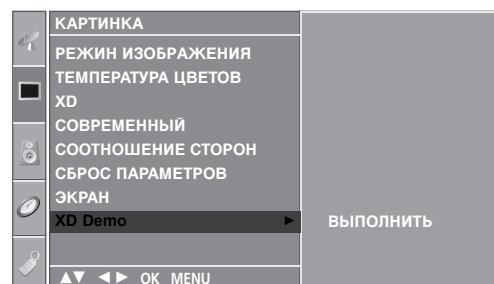 КАРТИНКА
РЕЖИН ИЗОБРАЖЕНИЯ
ТЕМПЕРАТУРА ЦВЕТОВ
XD
СОВРЕМЕННЫЙ
СООТНОШЕНИЕ СТОРОН
СБРОС ПАРАМЕТРОВ
ЭКРАН
XD Demo ► ВЫПОЛНИТЬ
▲▼ ◄► OK MENU